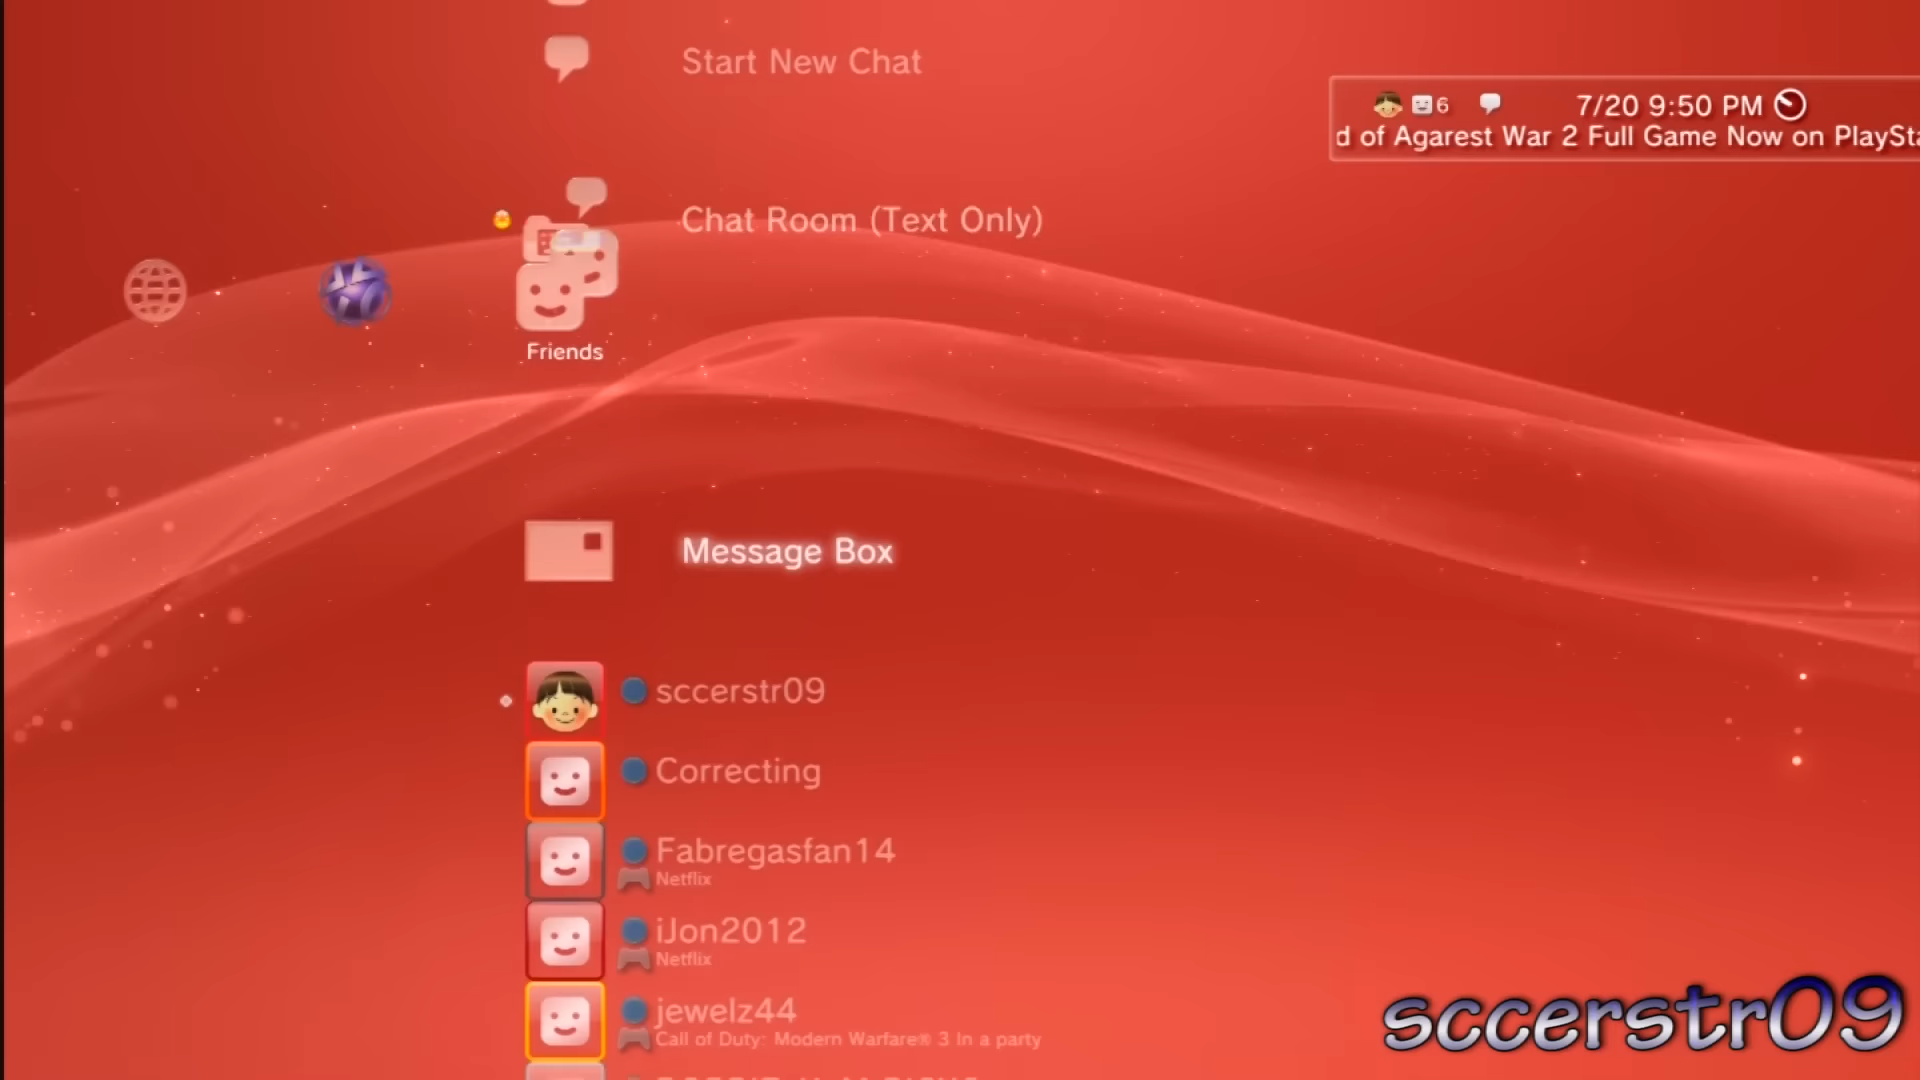 Start New Chat
6
7/20 9:50 PM
d of Agarest War 2 Full Game Now on PlaySta
Chat Room (Text Only)
Friends
Message Box
sccerstr09
Correcting
Fabregasfan14
Netflix
iJon2012
Netflix
jewelz44
Call of Duty: Modern Warfare® 3 In a party
sccerstr09